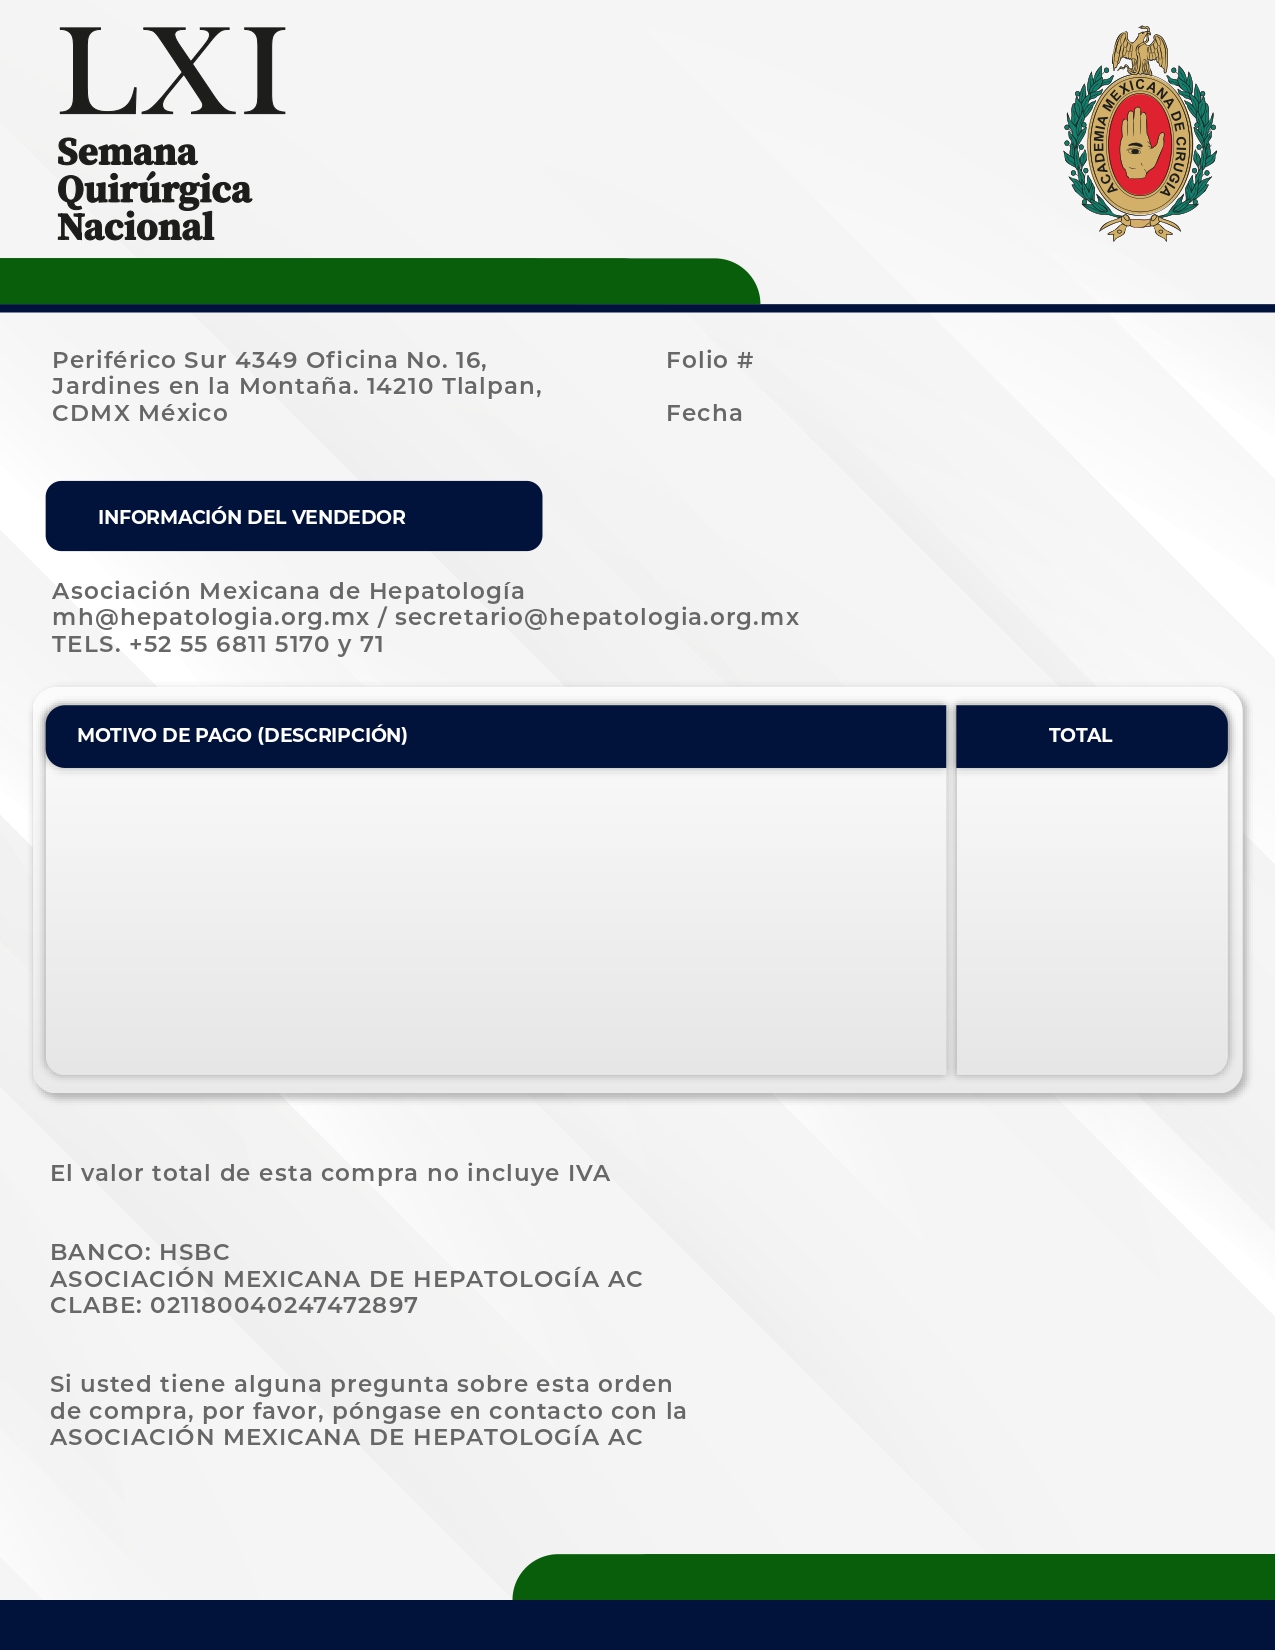 LXI
Semana
Quirúrgica
Nacional
ACADEMIA MEXICANA DE CIRUGIA
Periférico Sur 4349 Oficina No. 16,
Jardines en la Montaña. 14210 Tlalpan,
CDMX México
Folio #
Fecha
INFORMACIÓN DEL VENDEDOR
Asociación Mexicana de Hepatología
mh@hepatologia.org.mx / secretario@hepatologia.org.mx
TELS. +52 55 6811 5170 y 71
MOTIVO DE PAGO (DESCRIPCIÓN)
TOTAL
El valor total de esta compra no incluye IVA
BANCO: HSBC
ASOCIACIÓN MEXICANA DE HEPATOLOGÍA AC
CLABE: 021180040247472897
Si usted tiene alguna pregunta sobre esta orden
de compra, por favor, póngase en contacto con la
ASOCIACIÓN MEXICANA DE HEPATOLOGÍA AC